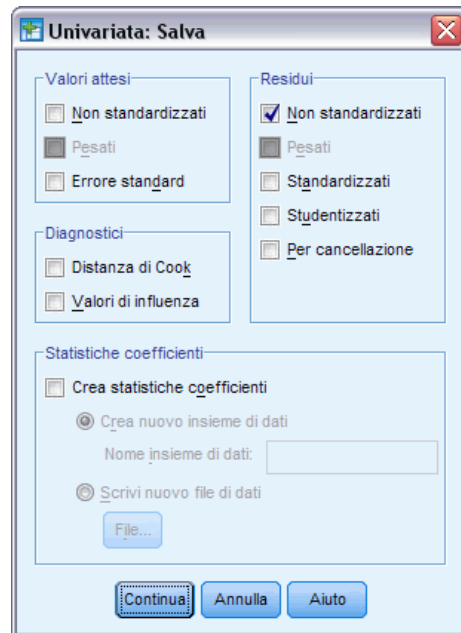 Univariata: Salva
Valori attesi
Non standardizzati
Pesati
Errore standard
Diagnostici
Distanza di Cook
Valori di influenza
Residui
Non standardizzati
Pesati
Standardizzati
Studentizzati
Per cancellazione
Statistiche coefficienti
Crea statistiche coefficienti
Crea nuovo insieme di dati
Nome insieme di dati:
Scrivi nuovo file di dati
File...
Continua Annulla Aiuto